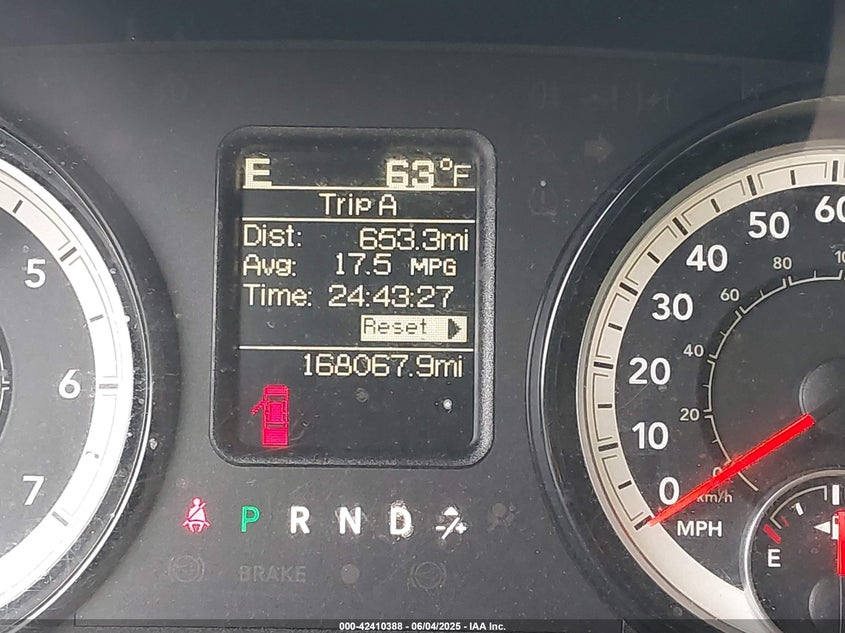 E 63°F
Trip A
Dist: 653.3mi
Avg: 17.5 MPG
Time: 24:43:27
Reset
168067.9mi
5
6
7
P R N D
BRAKE
60
50
40
30
20
10
0
MPH
80
60
40
20
0
km/h
E
000-42410388 - 06/04/2025 - IAA Inc.